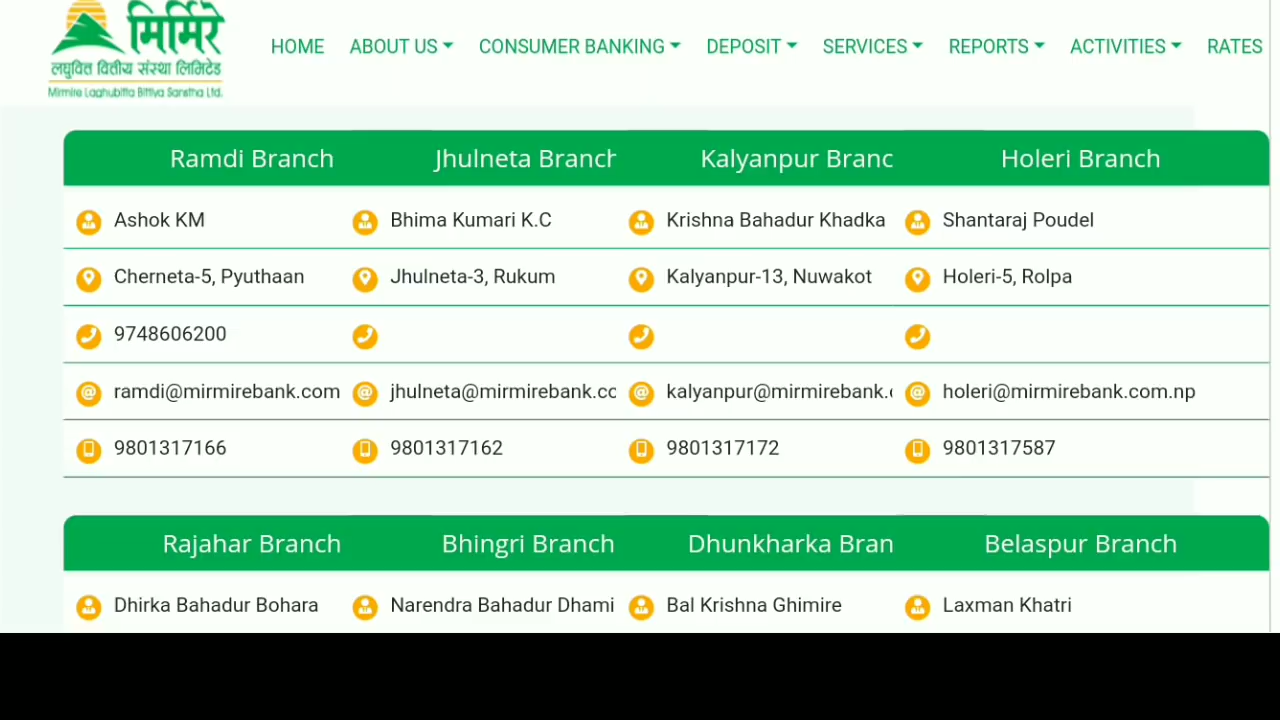 मिर्मिरे
लघुवित्त वित्तीय संस्था लिमिटेड
Mirmire Laghubitta Bittiya Sanstha Ltd.
HOME ABOUT US CONSUMER BANKING DEPOSIT SERVICES REPORTS ACTIVITIES RATES
Ramdi Branch Jhulneta Branch Kalyanpur Branc Holeri Branch
Ashok KM Bhima Kumari K.C Krishna Bahadur Khadka Shantaraj Poudel
Cherneta-5, Pyuthaan Jhulneta-3, Rukum Kalyanpur-13, Nuwakot Holeri-5, Rolpa
9748606200
ramdi@mirmirebank.com jhulneta@mirmirebank.cc kalyanpur@mirmirebank.c holeri@mirmirebank.com.np
9801317166 9801317162 9801317172 9801317587
Rajahar Branch Bhingri Branch Dhunkharka Bran Belaspur Branch
Dhirka Bahadur Bohara Narendra Bahadur Dhami Bal Krishna Ghimire Laxman Khatri